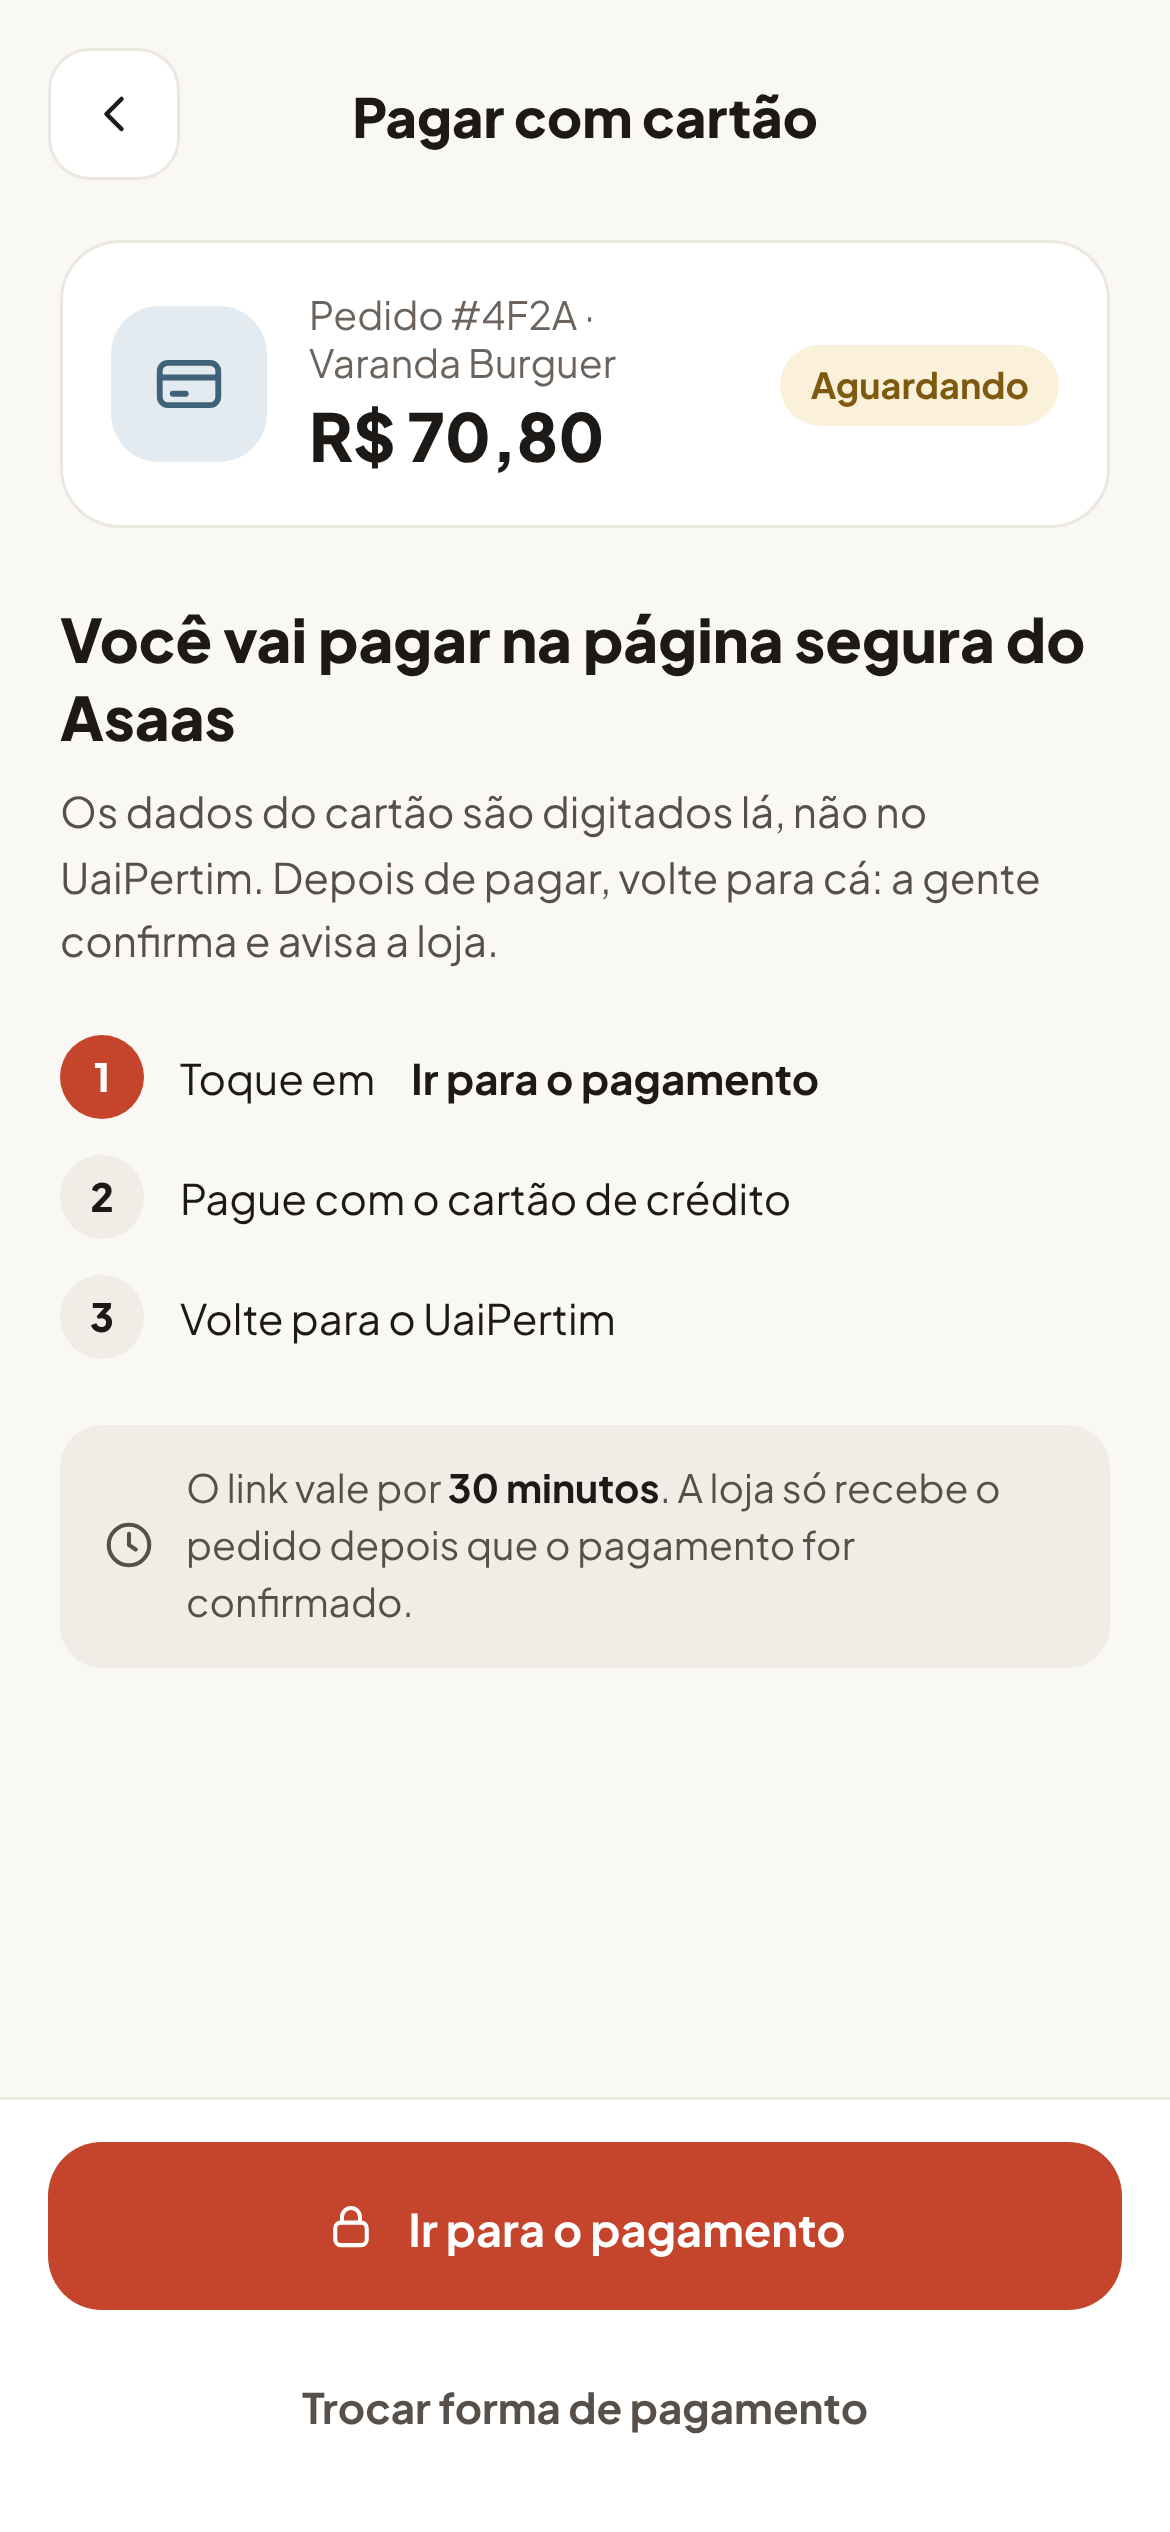 Pagar com cartão
Pedido #4F2A ·
Varanda Burguer
R$ 70,80
Aguardando
Você vai pagar na página segura do
Asaas
Os dados do cartão são digitados lá, não no
UaiPertim. Depois de pagar, volte para cá: a gente
confirma e avisa a loja.
1 Toque em Ir para o pagamento
2 Pague com o cartão de crédito
3 Volte para o UaiPertim
O link vale por 30 minutos. A loja só recebe o
pedido depois que o pagamento for
confirmado.
Ir para o pagamento
Trocar forma de pagamento